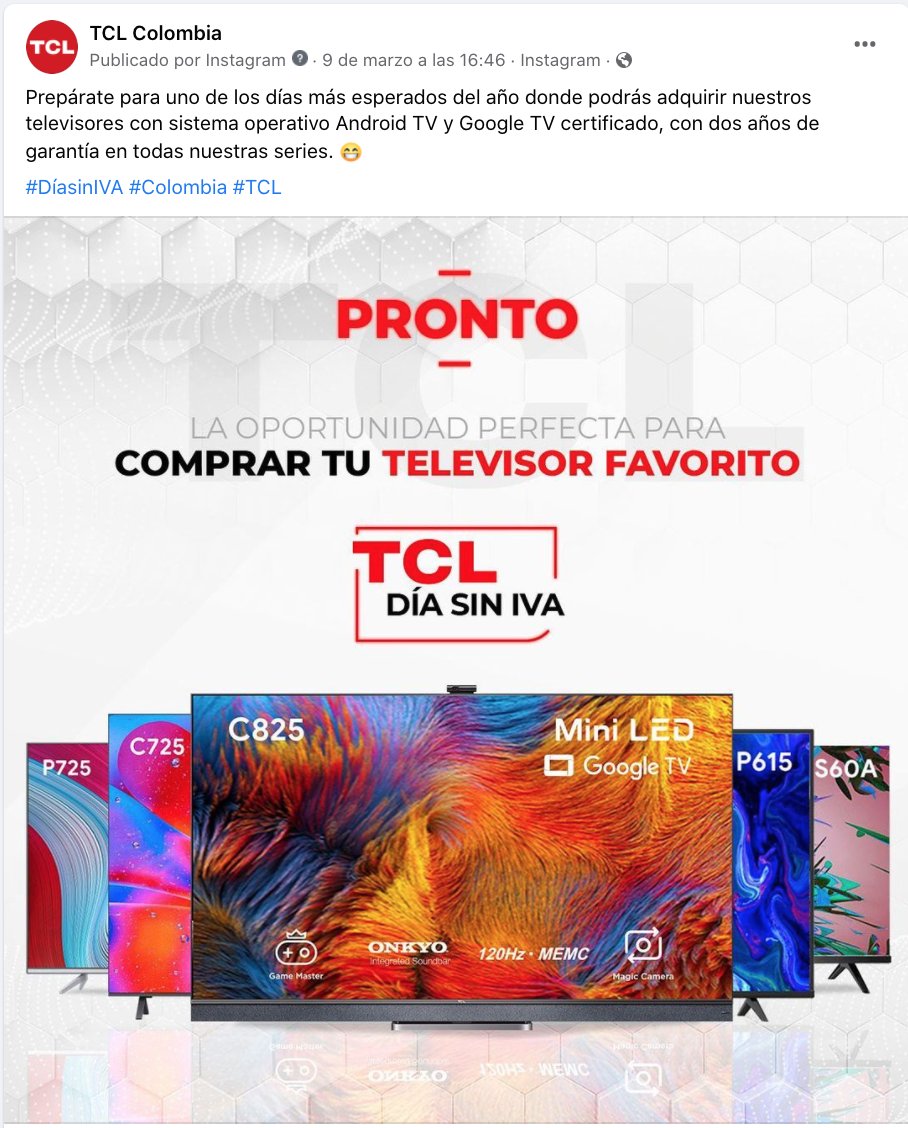 TCL
TCL Colombia
Publicado por Instagram · 9 de marzo a las 16:46 · Instagram ·
Prepárate para uno de los días más esperados del año donde podrás adquirir nuestros
televisores con sistema operativo Android TV y Google TV certificado, con dos años de
garantía en todas nuestras series. 😁
#DíasinIVA #Colombia #TCL
TCL
PRONTO
LA OPORTUNIDAD PERFECTA PARA
COMPRAR TU TELEVISOR FAVORITO
TCL
DÍA SIN IVA
P725
C725
C825
Mini LED
Google TV
P615
S60A
Game Master
ONKYO
Integrated Soundbar
120Hz · MEMC
Magic Camera